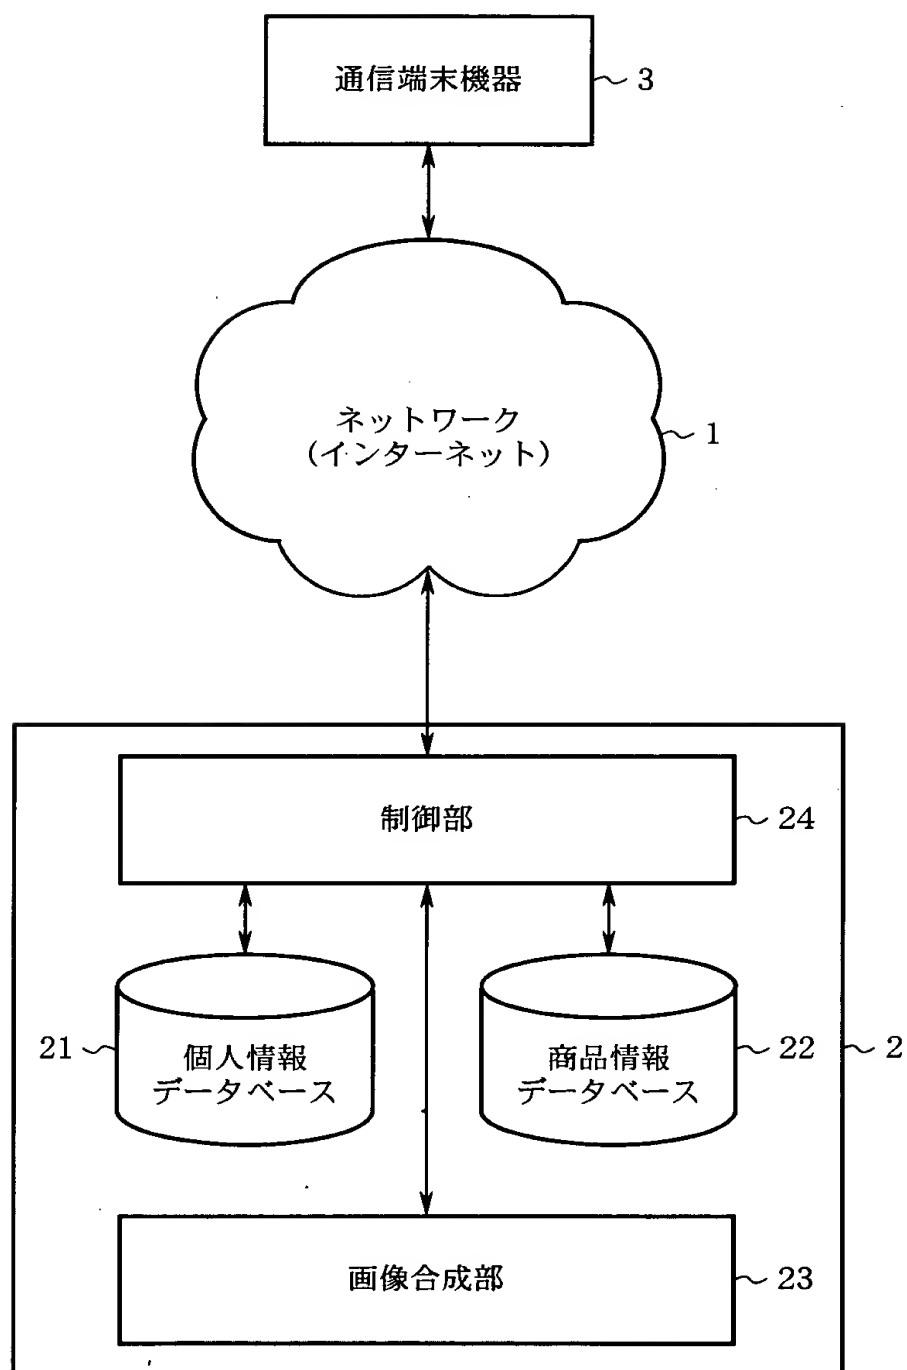 通信端末機器
3
ネットワーク
(インターネット)
1
制御部
24
21
個人情報
データベース
商品情報
データベース
22
2
画像合成部
23